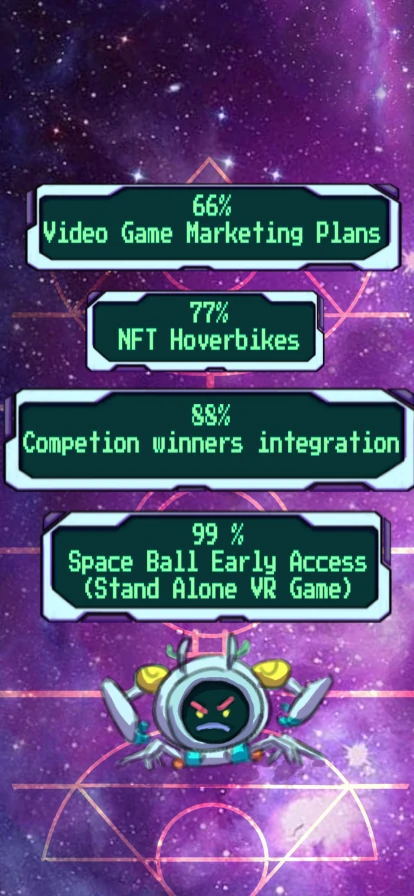 66%
Video Game Marketing Plans
77%
NFT Hoverbikes
88%
Competion winners integration
99 %
Space Ball Early Access
(Stand Alone VR Game)